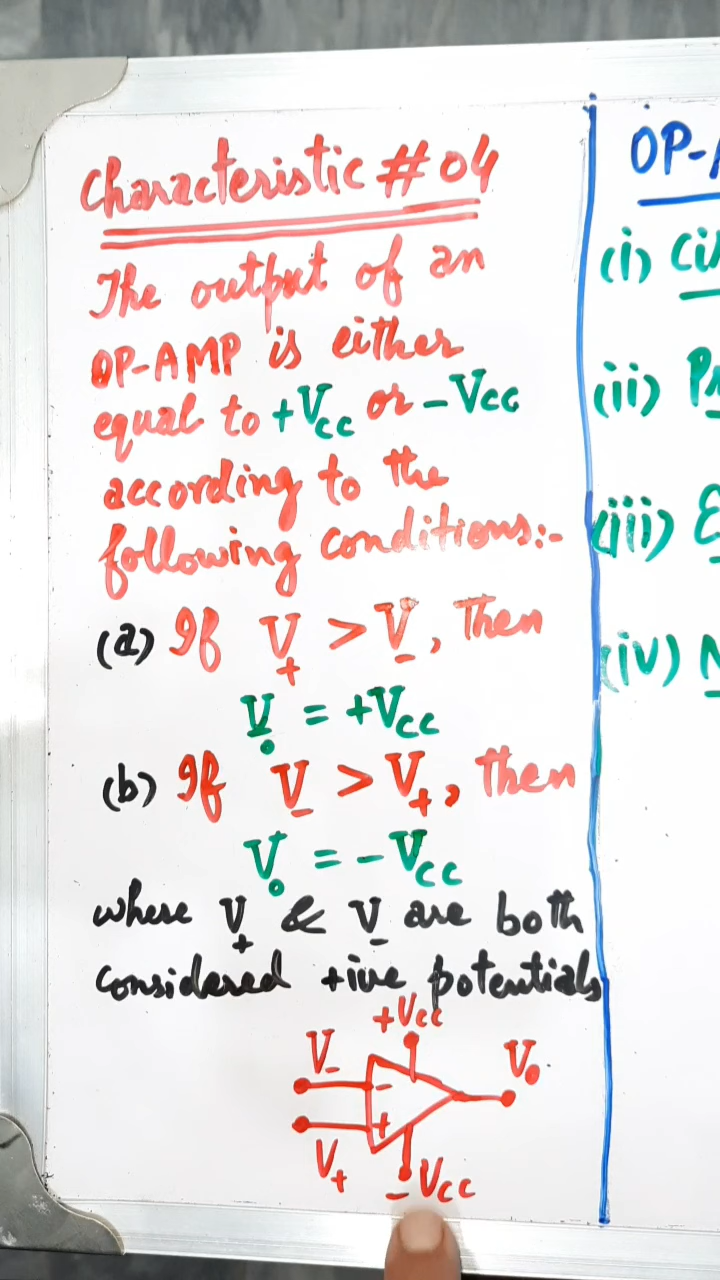 Characteristic # 04
The output of an
OP-AMP is either
equal to +Vcc or -Vcc
according to the
following conditions:-
(a) If V+ > V-, Then
V₀ = +Vcc
(b) If V- > V+, Then
V₀ = -Vcc
where V+ & V- are both
considered +ive potentials
+Vcc
V-
V₀
-
+
V+
-Vcc
OP-
(i) Cir
(ii) Pr
(iii) E
(iv) N